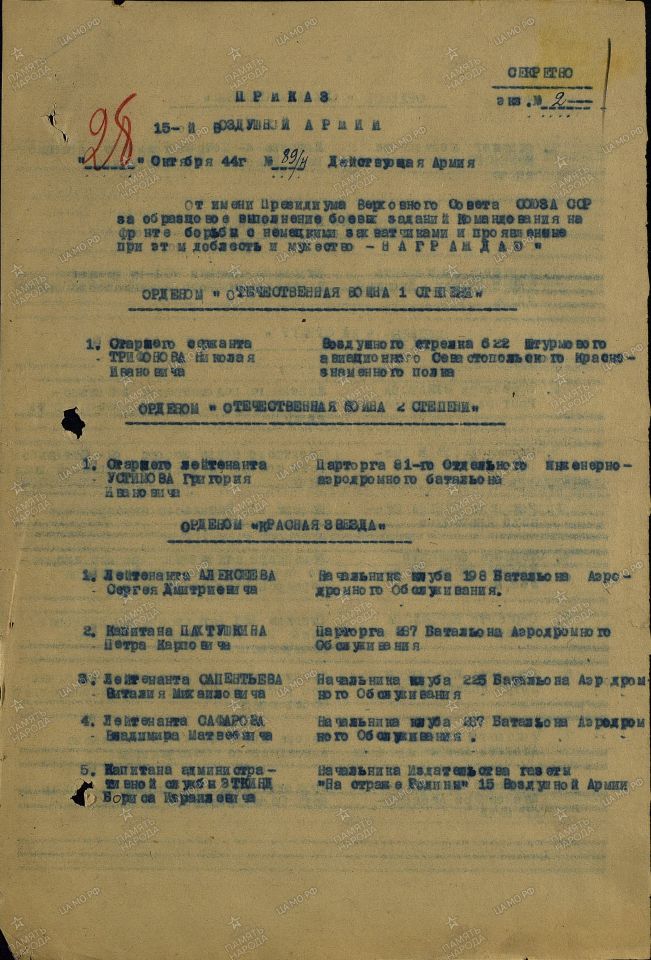 СЕКРЕТНО
экз.№ 2
П Р И К А З
15-й ВОЗДУШНОЙ АРМИИ
"28" Октября 44г № 89/н Действующая Армия
От имени Президиума Верховного Совета СОЮЗА ССР
за образцовое выполнение боевых заданий Командования на
фронте борьбы с немецкими захватчиками и проявленные
при этом доблесть и мужество - Н А Г Р А Ж Д А Ю "
ОРДЕНОМ " ОТЕЧЕСТВЕННАЯ ВОЙНА 1 СТЕПЕНИ"
1. Старшего сержанта Воздушного стрелка 622 Штурмового
ТРИФОНОВА Николая авиационного Севастопольского Красно-
Ивановича знаменного полка
ОРДЕНОМ " ОТЕЧЕСТВЕННАЯ ВОЙНА 2 СТЕПЕНИ"
1. Старшего лейтенанта Парторга 81-го Отдельного инженерно-
УСТИМОВА Григория аэродромного батальона
Ивановича
ОРДЕНОМ "КРАСНАЯ ЗВЕЗДА"
1. Лейтенанта АЛЕКСЕЕВА Начальника клуба 198 Батальона Аэро-
Сергея Дмитриевича дромного Обслуживания.
2. Капитана ПАХТУШКИНА Парторга 287 Батальона Аэродромного
Петра Карповича Обслуживания
3. Лейтенанта САПЕНТЬЕВА Начальника клуба 225 Батальона Аэродром
Виталия Михайловича ного Обслуживания
4. Лейтенанта САФАРОВА Начальника клуба 287 Батальона Аэродром
Владимира Матвеевича ного Обслуживания .
5. Капитана администра- Начальника Издательства газеты
тивной службы ЭТКИНД "На страже Родины" 15 Воздушной Армии
Бориса Израилевича